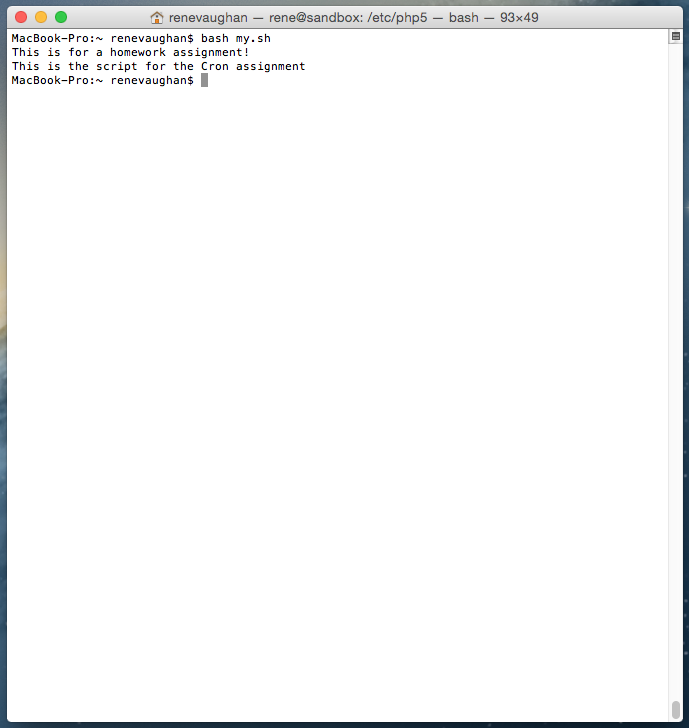 renevaughan — rene@sandbox: /etc/php5 — bash — 93×49
MacBook-Pro:~ renevaughan$ bash my.sh
This is for a homework assignment!
This is the script for the Cron assignment
MacBook-Pro:~ renevaughan$